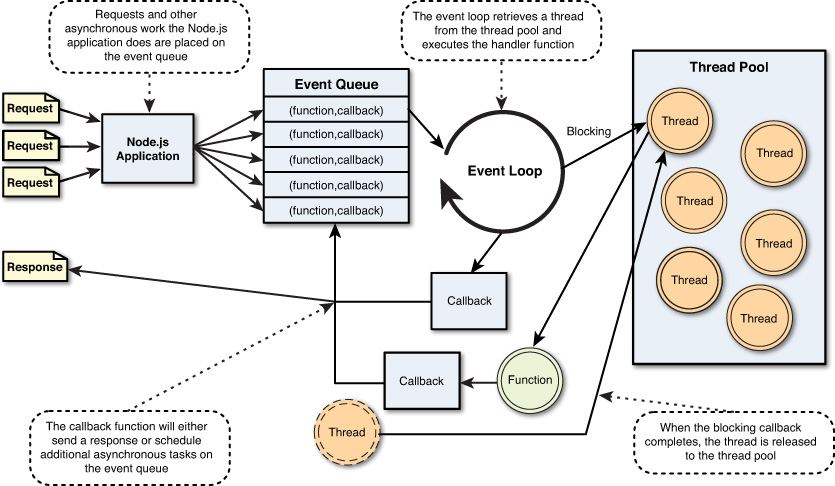 Requests and other
asynchronous work the Node.js
application does are placed on
the event queue
The event loop retrieves a thread
from the thread pool and
executes the handler function
Request
Request
Request
Node.js
Application
Event Queue
(function,callback)
(function,callback)
(function,callback)
(function,callback)
(function,callback)
Event Loop
Blocking
Thread Pool
Thread
Thread
Thread
Thread
Thread
Thread
Response
Callback
Callback
Function
Thread
The callback function will either
send a response or schedule
additional asynchronous tasks on
the event queue
When the blocking callback
completes, the thread is released
to the thread pool